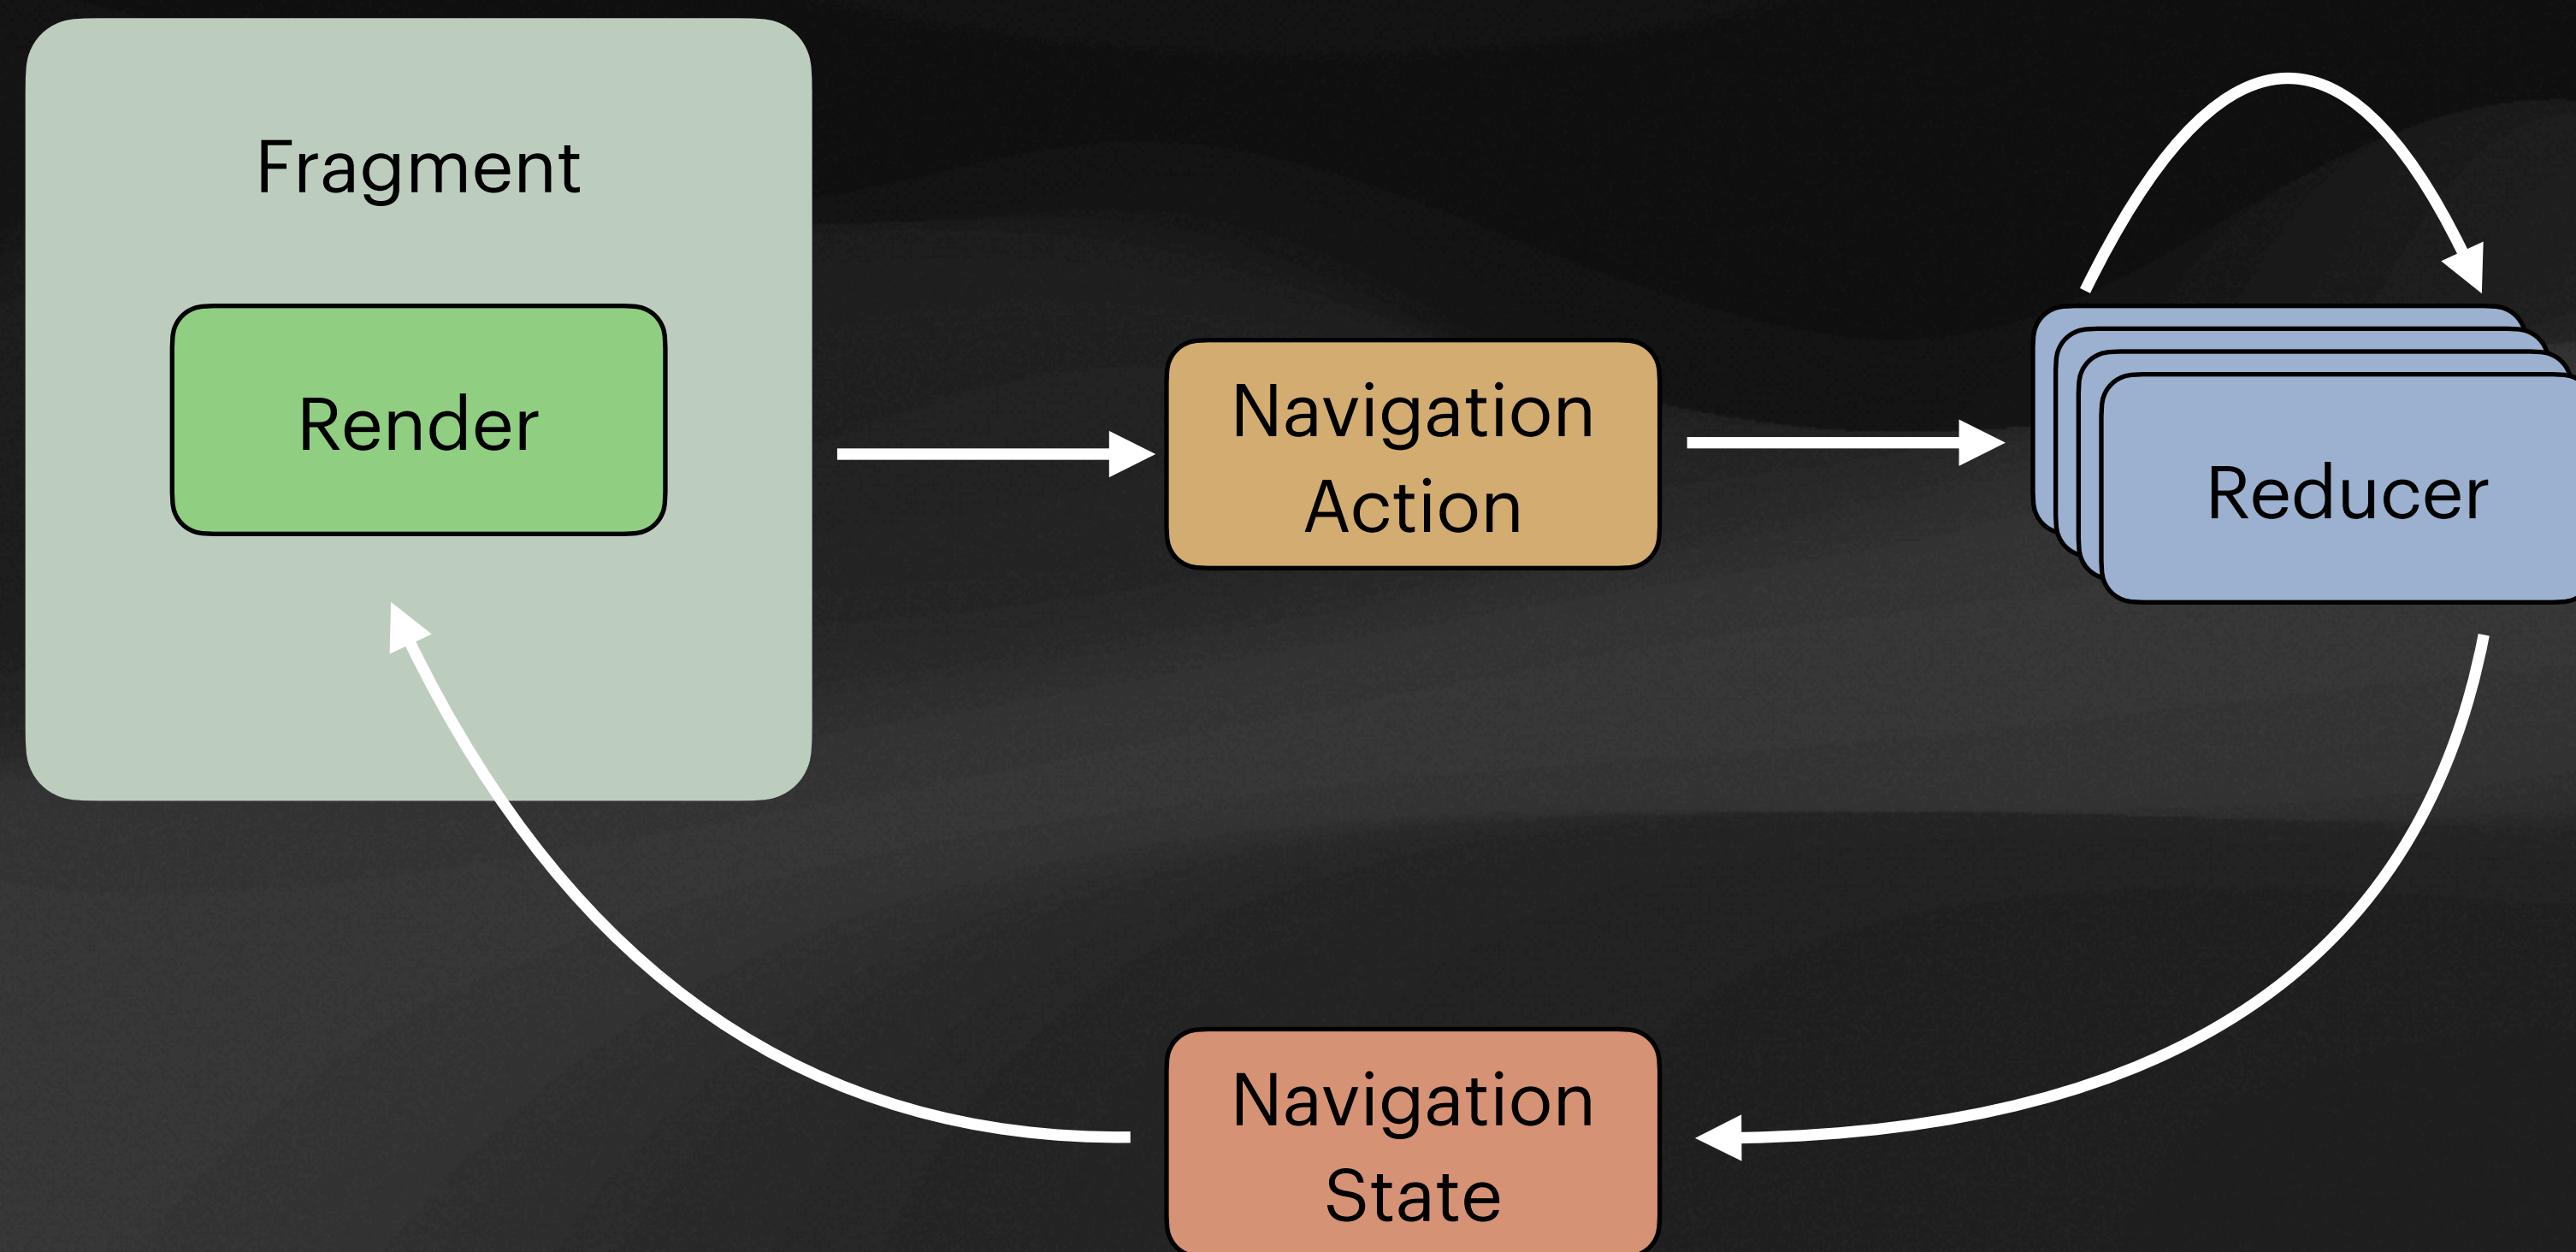 Fragment
Render
Navigation
Action
Reducer
Navigation
State